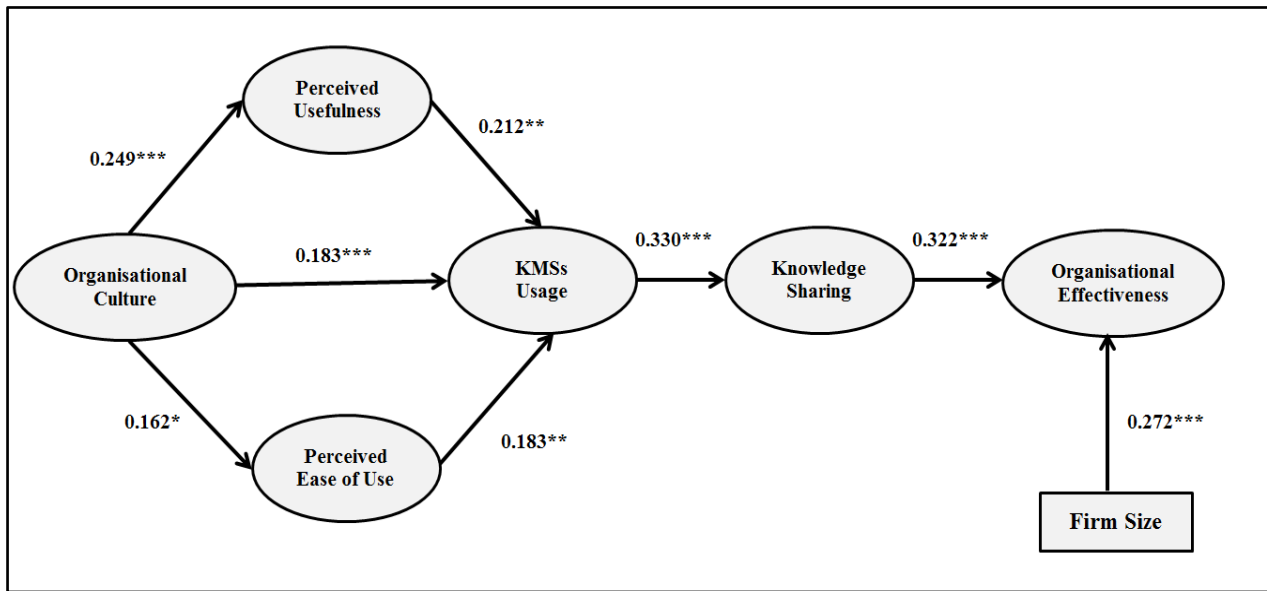 Perceived
Usefulness
0.212**
0.249***
0.183***
Organisational
Culture
KMSs
Usage
0.330***
Knowledge
Sharing
0.322***
Organisational
Effectiveness
0.162*
Perceived
Ease of Use
0.183**
0.272***
Firm Size